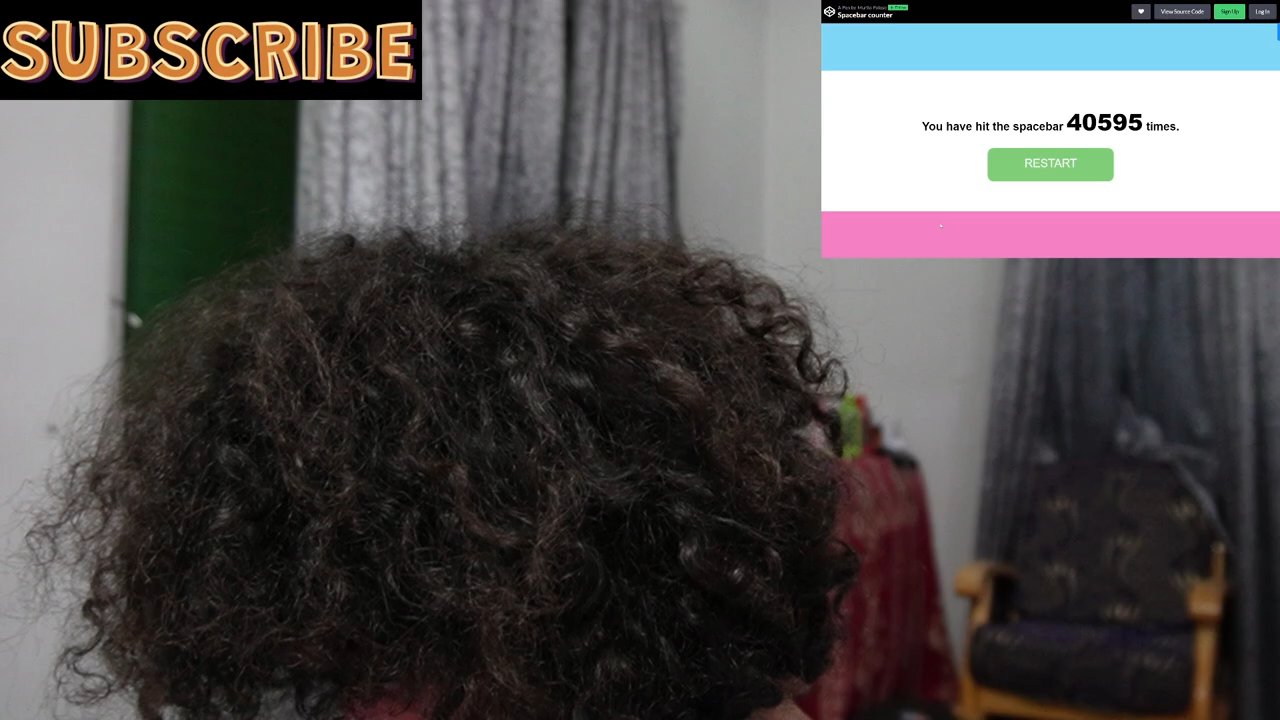 SUBSCRIBE
Spacebar counter
View Source Code
Sign Up
Log In
You have hit the spacebar 40595 times.
RESTART